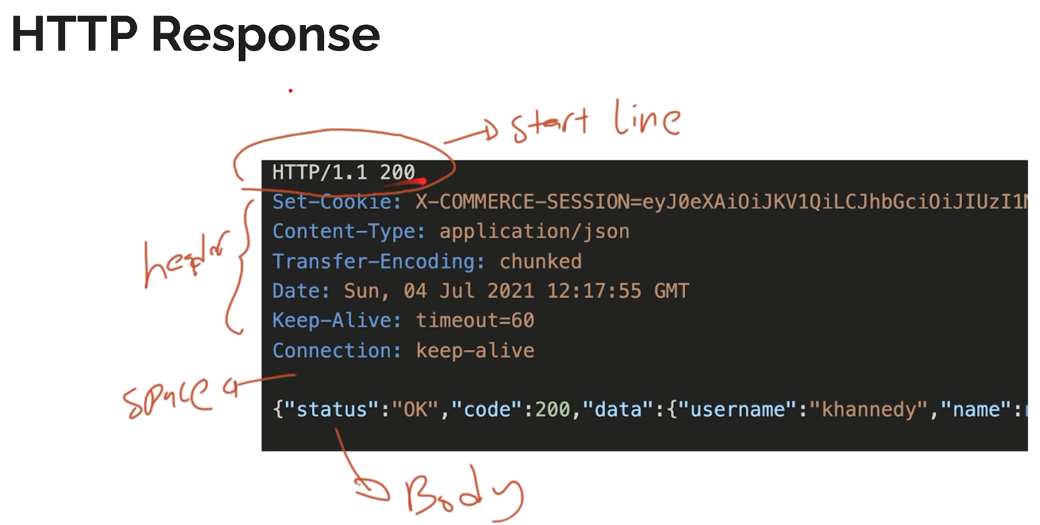 HTTP Response
start line
HTTP/1.1 200
Set-Cookie: X-COMMERCE-SESSION=eyJ0eXAiOiJKV1QiLCJhbGciOiJIUzI1N
header
Content-Type: application/json
Transfer-Encoding: chunked
Date: Sun, 04 Jul 2021 12:17:55 GMT
Keep-Alive: timeout=60
Connection: keep-alive
space
{"status":"OK","code":200,"data":{"username":"khannedy","name":
Body